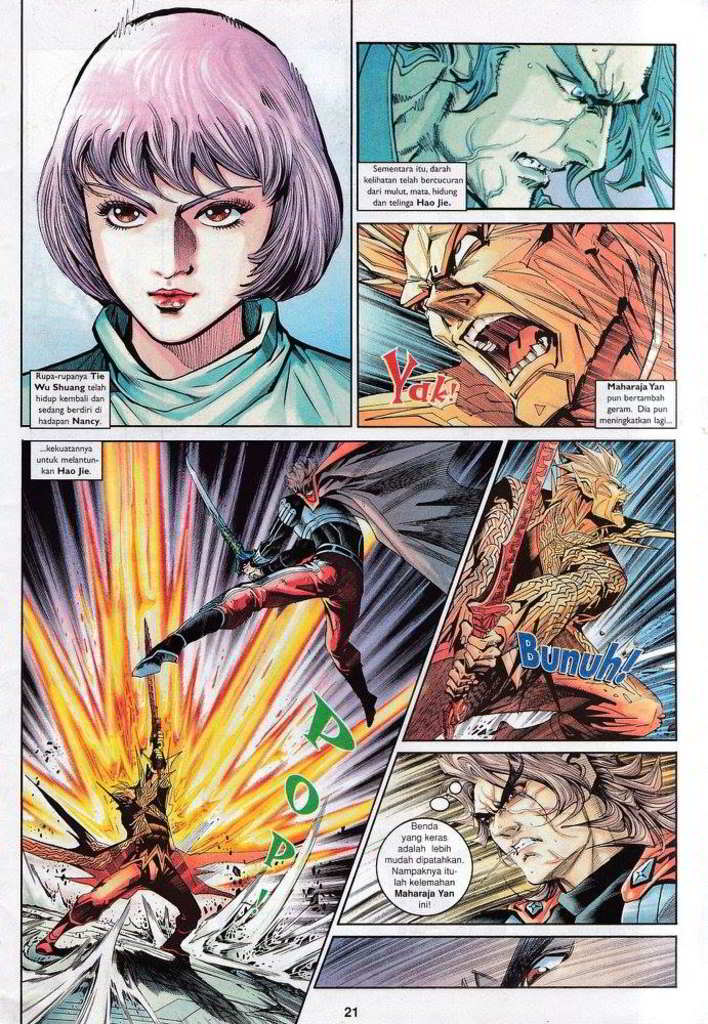 Rupa-rupanya Tie
Wu Shuang telah
hidup kembali dan
sedang berdiri di
hadapan Nancy.
Sementara itu, darah
kelihatan telah bercucuran
dari mulut, mata, hidung
dan telinga Hao Jie.
Yak!
Maharaja Yan
pun bertambah
geram. Dia pun
meningkatkan lagi...
...kekuatannya
untuk melantun-
kan Hao Jie.
POP!
Bunuh!
Benda
yang keras
adalah lebih
mudah dipatahkan.
Nampaknya itu-
lah kelemahan
Maharaja Yan
ini!
21